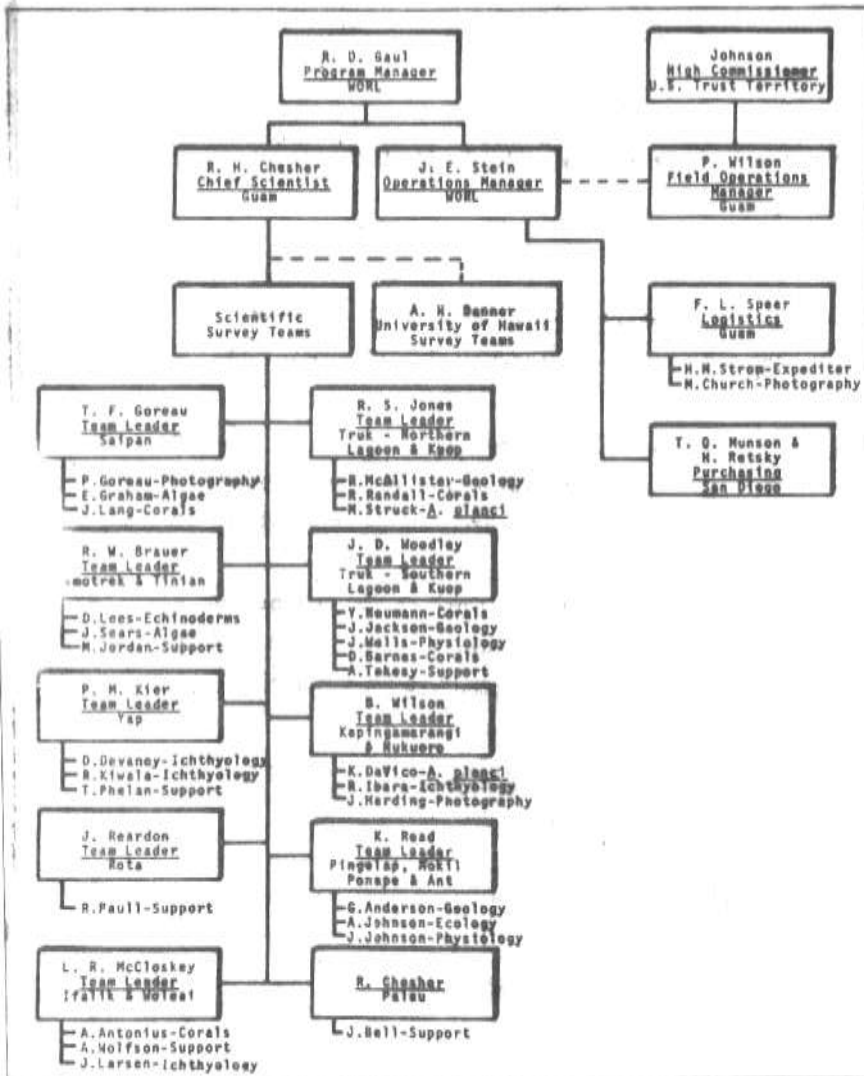 R. D. Gaul
Program Manager
WORL
Johnson
High Commissioner
U.S. Trust Territory
R. H. Chesher
Chief Scientist
Guam
J. E. Stein
Operations Manager
WORL
P. Wilson
Field Operations
Manager
Guam
Scientific
Survey Teams
A. H. Banner
University of Hawaii
Survey Teams
F. L. Speer
Logistics
Guam
H.M.Strom-Expediter
M.Church-Photography
T. O. Munson &
H. Retsky
Purchasing
San Diego
T. F. Goreau
Team Leader
Saipan
P.Goreau-Photography
E.Graham-Algae
J.Lang-Corals
R. S. Jones
Team Leader
Truk - Northern
Lagoon & Kuop
R.McAllister-Geology
R.Randall-Corals
M.Struck-A. planci
R. W. Brauer
Team Leader
motrek & Tinian
D.Lees-Echinoderms
J.Sears-Algae
M.Jordan-Support
J. D. Woodley
Team Leader
Truk - Southern
Lagoon & Kuop
Y.Neumann-Corals
J.Jackson-Geology
J.Wells-Physiology
D.Barnes-Corals
A.Takesy-Support
P. M. Kier
Team Leader
Yap
D.Devaney-Ichthyology
R.Kiwala-Ichthyology
T.Phelan-Support
B. Wilson
Team Leader
Kapingamarangi
& Nukuoro
K.DaVico-A. planci
R.Ibara-Ichthyology
J.Harding-Photography
J. Reardon
Team Leader
Rota
R.Paull-Support
K. Read
Team Leader
Pingelap, Mokil
Ponape & Ant
G.Anderson-Geology
A.Johnson-Ecology
J.Johnson-Physiology
L. R. McCloskey
Team Leader
Ifalik & Woleai
A.Antonius-Corals
A.Wolfson-Support
J.Larsen-Ichthyology
R. Chesher
Palau
J.Bell-Support